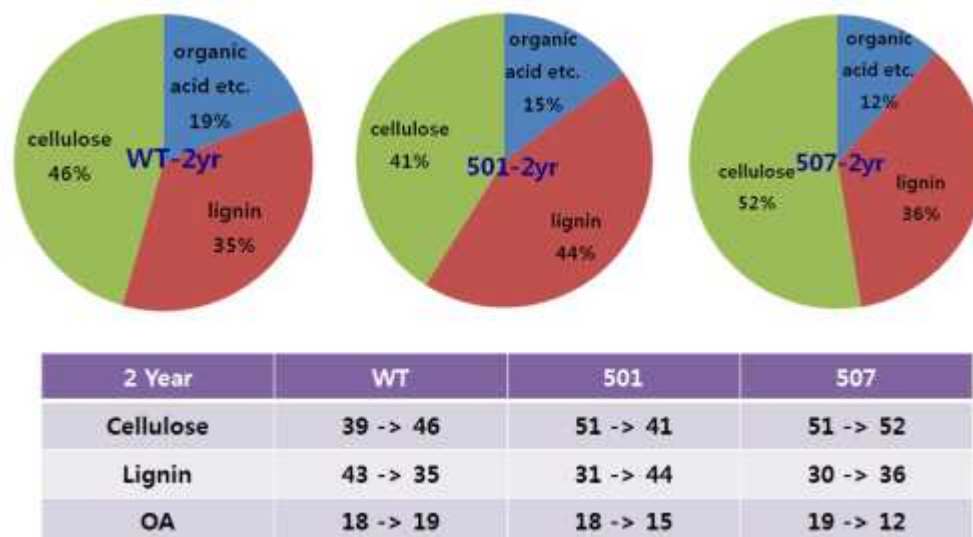 organic
acid etc.
19%
cellulose
46%
WT-2yr
lignin
35%
organic
acid etc.
15%
cellulose
41%
501-2yr
lignin
44%
organic
acid etc.
12%
cellulose
52%
507-2yr
lignin
36%
2 Year WT 501 507
Cellulose 39 -> 46 51 -> 41 51 -> 52
Lignin 43 -> 35 31 -> 44 30 -> 36
OA 18 -> 19 18 -> 15 19 -> 12